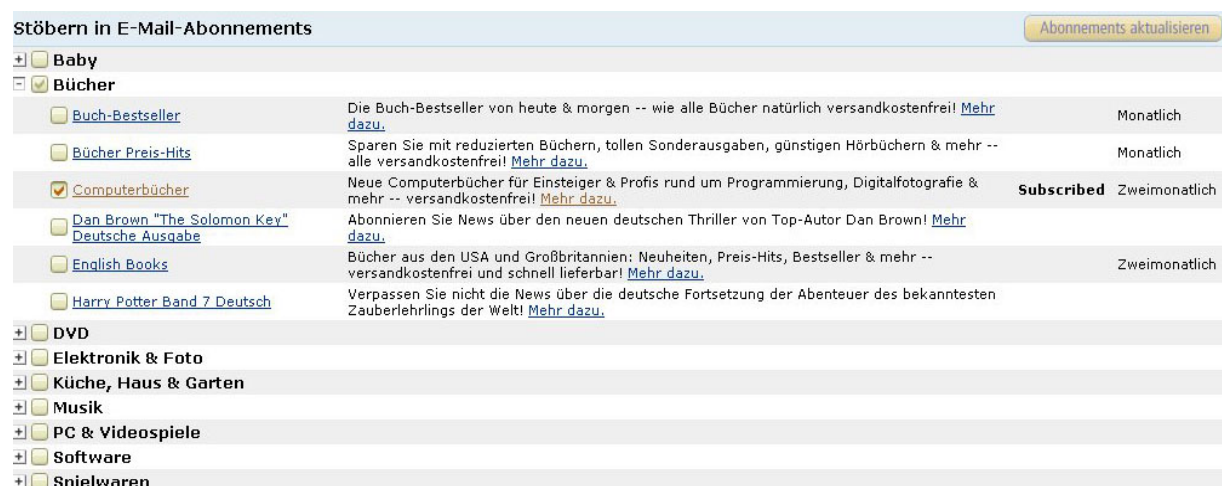 Stöbern in E-Mail-Abonnements Abonnements aktualisieren
Baby
Bücher
Buch-Bestseller Die Buch-Bestseller von heute & morgen -- wie alle Bücher natürlich versandkostenfrei! Mehr dazu. Monatlich
Bücher Preis-Hits Sparen Sie mit reduzierten Büchern, tollen Sonderausgaben, günstigen Hörbüchern & mehr -- alle versandkostenfrei! Mehr dazu. Monatlich
Computerbücher Neue Computerbücher für Einsteiger & Profis rund um Programmierung, Digitalfotografie & mehr -- versandkostenfrei! Mehr dazu. Subscribed Zweimonatlich
Dan Brown "The Solomon Key" Deutsche Ausgabe Abonnieren Sie News über den neuen deutschen Thriller von Top-Autor Dan Brown! Mehr dazu.
English Books Bücher aus den USA und Großbritannien: Neuheiten, Preis-Hits, Bestseller & mehr -- versandkostenfrei und schnell lieferbar! Mehr dazu. Zweimonatlich
Harry Potter Band 7 Deutsch Verpassen Sie nicht die News über die deutsche Fortsetzung der Abenteuer des bekanntesten Zauberlehrlings der Welt! Mehr dazu.
DVD
Elektronik & Foto
Küche, Haus & Garten
Musik
PC & Videospiele
Software
Spielwaren